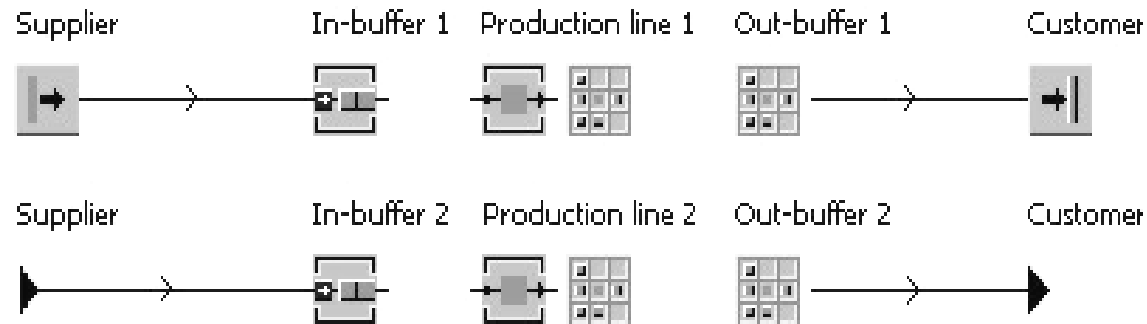 Supplier In-buffer 1 Production line 1 Out-buffer 1 Customer
Supplier In-buffer 2 Production line 2 Out-buffer 2 Customer